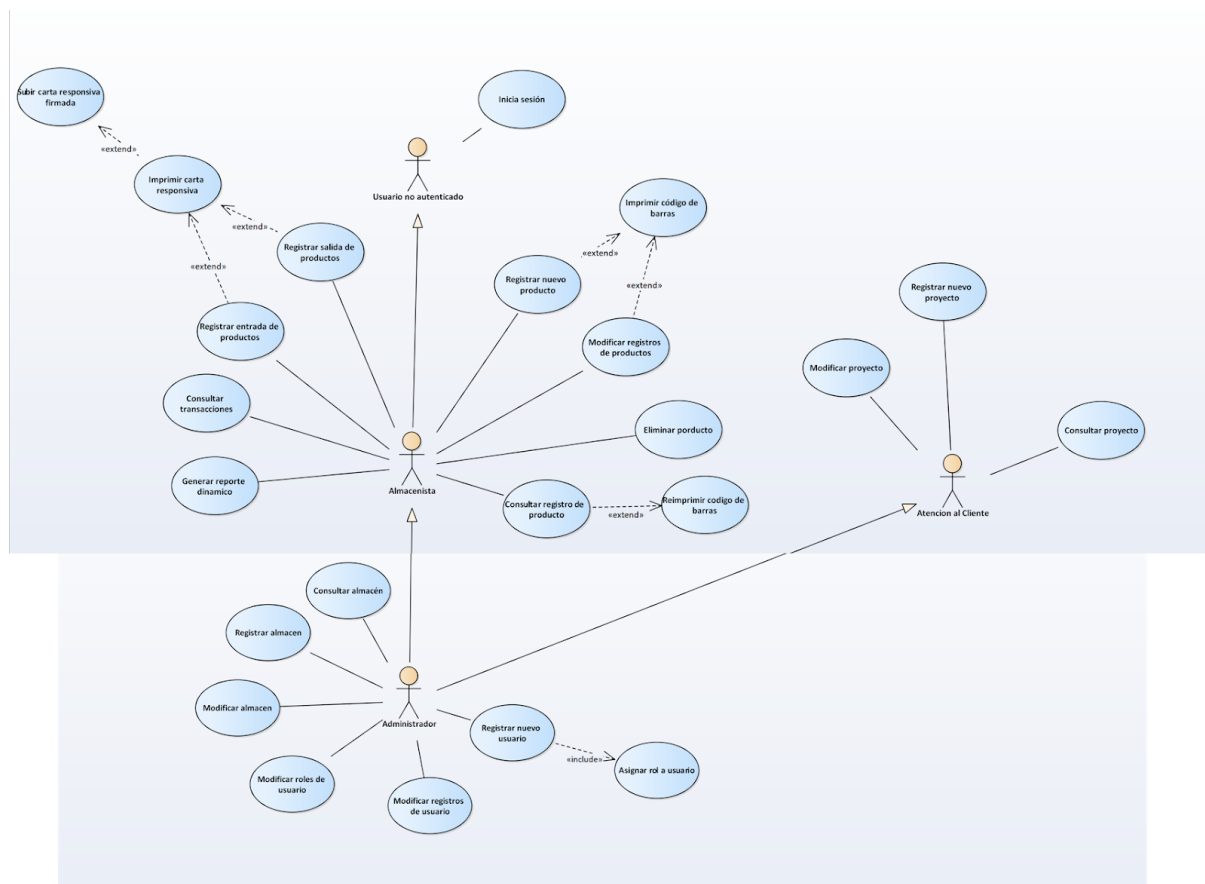 Subir carta responsiva
firmada
Inicia sesión
«extend»
Imprimir carta
responsiva
Usuario no autenticado
Imprimir código de
barras
«extend»
Registrar salida de
productos
«extend»
«extend»
Registrar nuevo
producto
«extend»
Registrar nuevo
proyecto
Registrar entrada de
productos
Modificar registros
de productos
Modificar proyecto
Consultar
transacciones
Eliminar porducto
Consultar proyecto
Generar reporte
dinamico
Almacenista
Consultar registro de
producto
«extend»
Reimprimir codigo de
barras
Atencion al Cliente
Consultar almacén
Registrar almacen
Modificar almacen
Administrador
Registrar nuevo
usuario
«include»
Asignar rol a usuario
Modificar roles de
usuario
Modificar registros
de usuario